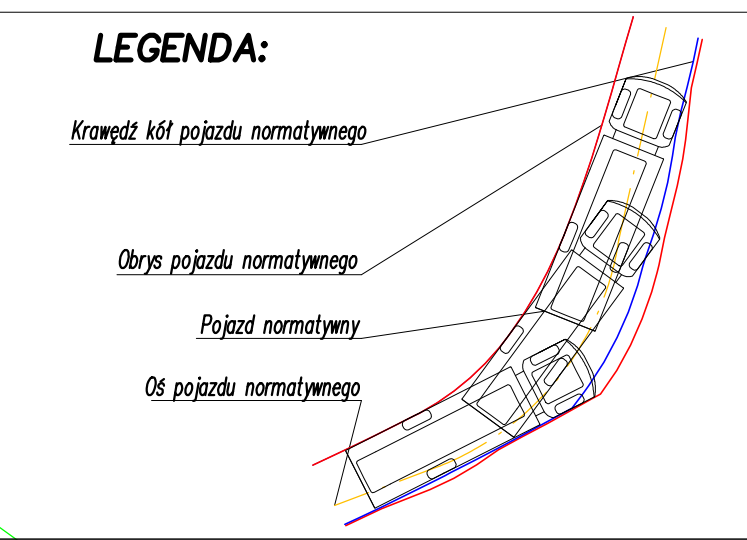 LEGENDA:
Krawędź kół pojazdu normatywnego
Obrys pojazdu normatywnego
Pojazd normatywny
Oś pojazdu normatywnego